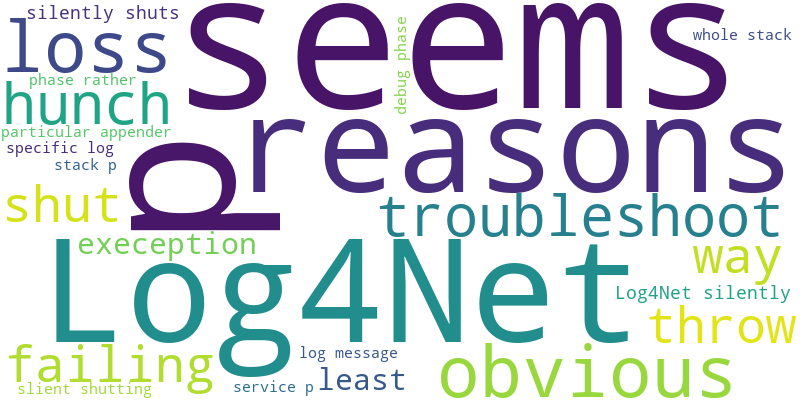 silently shuts
seems
whole stack
loss
debug phase
phase rather
hunch
reasons
particular appender
specific log
stack p
p
shut
troubleshoot
exeception
way
Log4Net
Log4Net silently
throw
failing
log message
obvious
least
slient shutting
service p